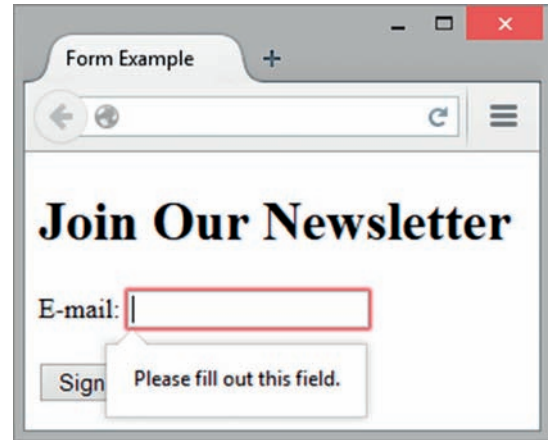 Form Example
Join Our Newsletter
E-mail:
Sign
Please fill out this field.